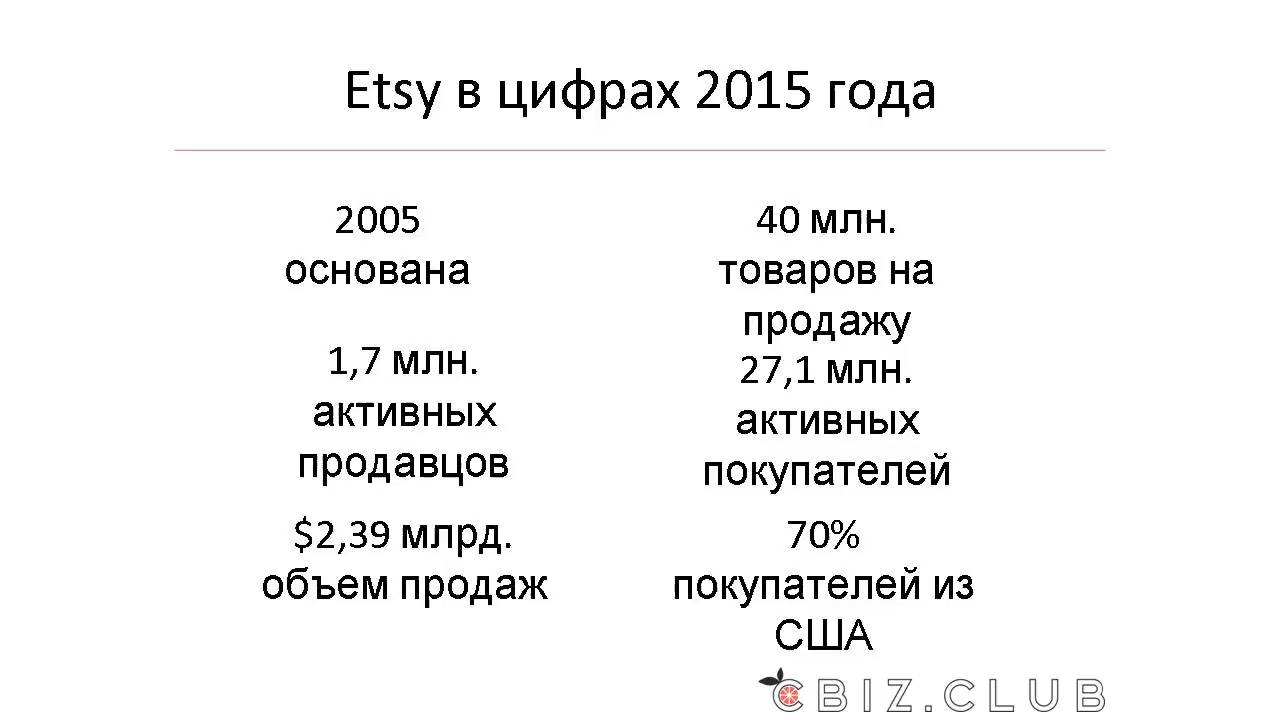 Etsy в цифрах 2015 года
2005
основана
40 млн.
товаров на
продажу
1,7 млн.
активных
продавцов
27,1 млн.
активных
покупателей
$2,39 млрд.
объем продаж
70%
покупателей из
США
CBIZ.CLUB